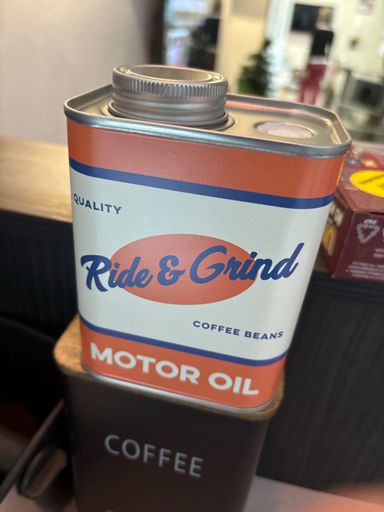 QUALITY
Ride & Grind
COFFEE BEANS
MOTOR OIL
COFFEE